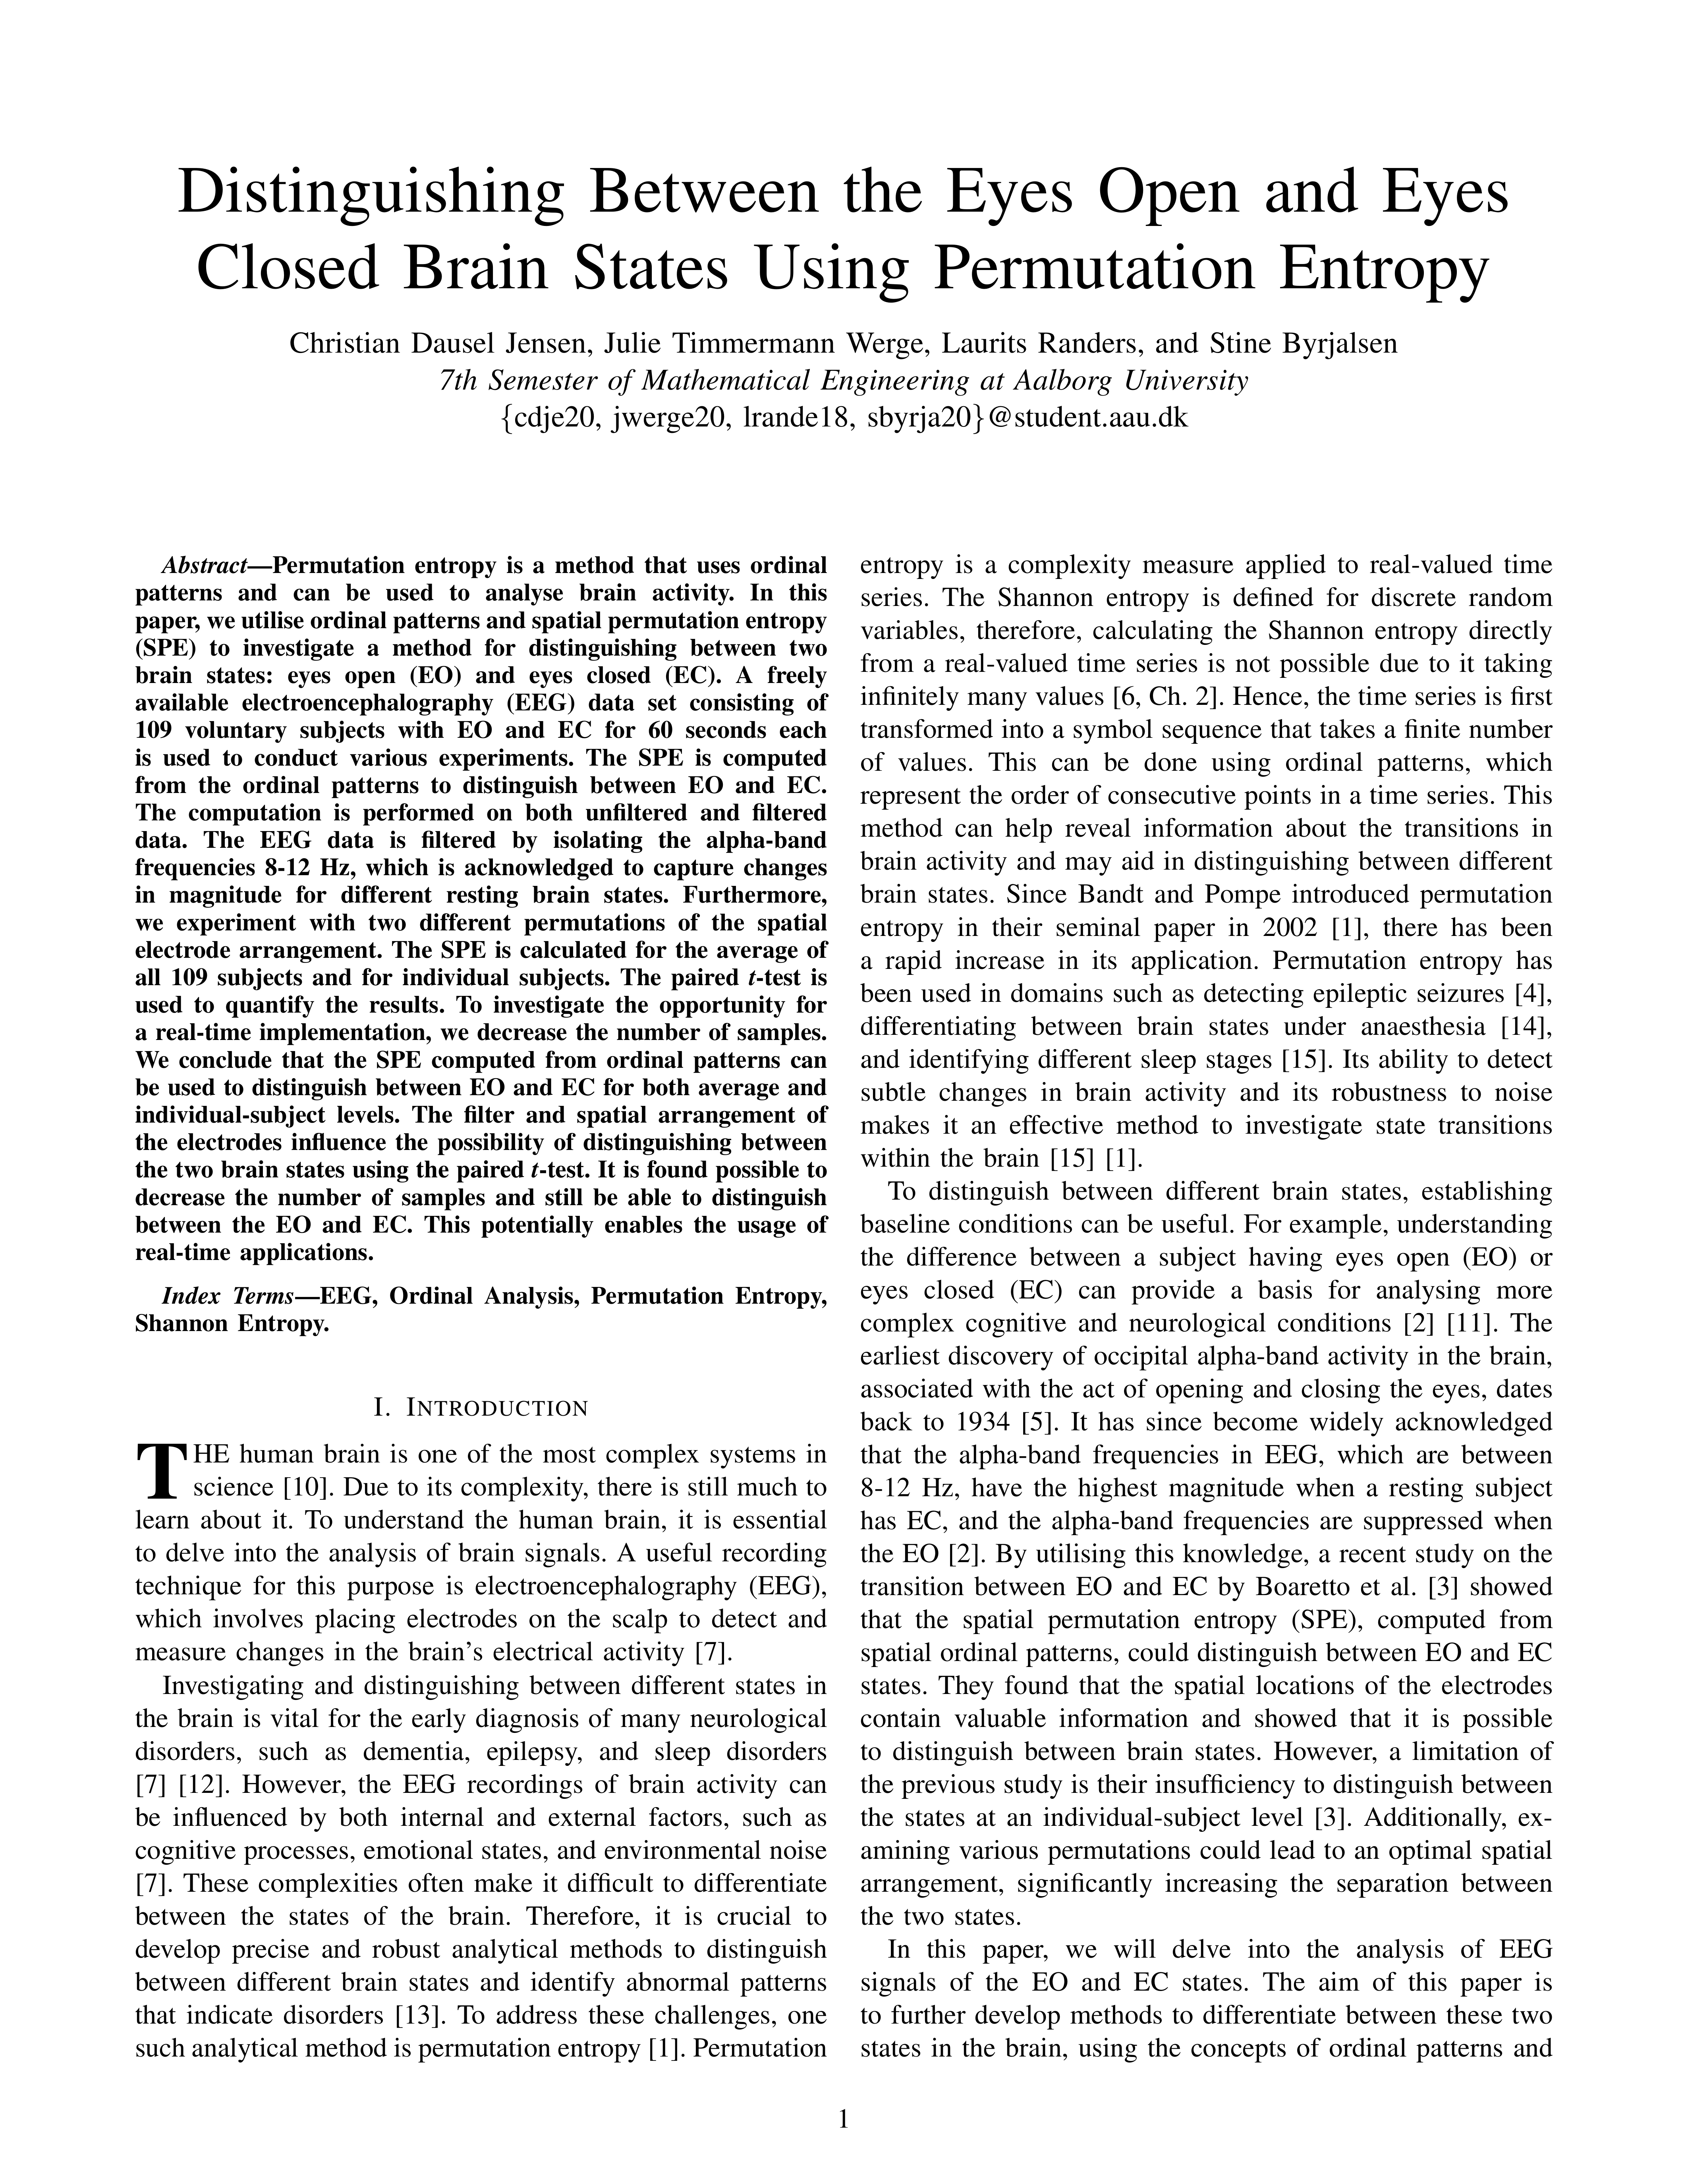 Distinguishing Between the Eyes Open and Eyes
Closed Brain States Using Permutation Entropy
Christian Dausel Jensen, Julie Timmermann Werge, Laurits Randers, and Stine Byrjalsen
7th Semester of Mathematical Engineering at Aalborg University
{cdje20, jwerge20, lrande18, sbyrja20}@student.aau.dk
Abstract—Permutation entropy is a method that uses ordinal
patterns and can be used to analyse brain activity. In this
paper, we utilise ordinal patterns and spatial permutation entropy
(SPE) to investigate a method for distinguishing between two
brain states: eyes open (EO) and eyes closed (EC). A freely
available electroencephalography (EEG) data set consisting of
109 voluntary subjects with EO and EC for 60 seconds each
is used to conduct various experiments. The SPE is computed
from the ordinal patterns to distinguish between EO and EC.
The computation is performed on both unfiltered and filtered
data. The EEG data is filtered by isolating the alpha-band
frequencies 8-12 Hz, which is acknowledged to capture changes
in magnitude for different resting brain states. Furthermore,
we experiment with two different permutations of the spatial
electrode arrangement. The SPE is calculated for the average of
all 109 subjects and for individual subjects. The paired t-test is
used to quantify the results. To investigate the opportunity for
a real-time implementation, we decrease the number of samples.
We conclude that the SPE computed from ordinal patterns can
be used to distinguish between EO and EC for both average and
individual-subject levels. The filter and spatial arrangement of
the electrodes influence the possibility of distinguishing between
the two brain states using the paired t-test. It is found possible to
decrease the number of samples and still be able to distinguish
between the EO and EC. This potentially enables the usage of
real-time applications.
Index Terms—EEG, Ordinal Analysis, Permutation Entropy,
Shannon Entropy.
I. INTRODUCTION
THE human brain is one of the most complex systems in
science [10]. Due to its complexity, there is still much to
learn about it. To understand the human brain, it is essential
to delve into the analysis of brain signals. A useful recording
technique for this purpose is electroencephalography (EEG),
which involves placing electrodes on the scalp to detect and
measure changes in the brain's electrical activity [7].
Investigating and distinguishing between different states in
the brain is vital for the early diagnosis of many neurological
disorders, such as dementia, epilepsy, and sleep disorders
[7] [12]. However, the EEG recordings of brain activity can
be influenced by both internal and external factors, such as
cognitive processes, emotional states, and environmental noise
[7]. These complexities often make it difficult to differentiate
between the states of the brain. Therefore, it is crucial to
develop precise and robust analytical methods to distinguish
between different brain states and identify abnormal patterns
that indicate disorders [13]. To address these challenges, one
such analytical method is permutation entropy [1]. Permutation
entropy is a complexity measure applied to real-valued time
series. The Shannon entropy is defined for discrete random
variables, therefore, calculating the Shannon entropy directly
from a real-valued time series is not possible due to it taking
infinitely many values [6, Ch. 2]. Hence, the time series is first
transformed into a symbol sequence that takes a finite number
of values. This can be done using ordinal patterns, which
represent the order of consecutive points in a time series. This
method can help reveal information about the transitions in
brain activity and may aid in distinguishing between different
brain states. Since Bandt and Pompe introduced permutation
entropy in their seminal paper in 2002 [1], there has been
a rapid increase in its application. Permutation entropy has
been used in domains such as detecting epileptic seizures [4],
differentiating between brain states under anaesthesia [14],
and identifying different sleep stages [15]. Its ability to detect
subtle changes in brain activity and its robustness to noise
makes it an effective method to investigate state transitions
within the brain [15] [1].
To distinguish between different brain states, establishing
baseline conditions can be useful. For example, understanding
the difference between a subject having eyes open (EO) or
eyes closed (EC) can provide a basis for analysing more
complex cognitive and neurological conditions [2] [11]. The
earliest discovery of occipital alpha-band activity in the brain,
associated with the act of opening and closing the eyes, dates
back to 1934 [5]. It has since become widely acknowledged
that the alpha-band frequencies in EEG, which are between
8-12 Hz, have the highest magnitude when a resting subject
has EC, and the alpha-band frequencies are suppressed when
the EO [2]. By utilising this knowledge, a recent study on the
transition between EO and EC by Boaretto et al. [3] showed
that the spatial permutation entropy (SPE), computed from
spatial ordinal patterns, could distinguish between EO and EC
states. They found that the spatial locations of the electrodes
contain valuable information and showed that it is possible
to distinguish between brain states. However, a limitation of
the previous study is their insufficiency to distinguish between
the states at an individual-subject level [3]. Additionally, ex-
amining various permutations could lead to an optimal spatial
arrangement, significantly increasing the separation between
the two states.
In this paper, we will delve into the analysis of EEG
signals of the EO and EC states. The aim of this paper is
to further develop methods to differentiate between these two
states in the brain, using the concepts of ordinal patterns and
1